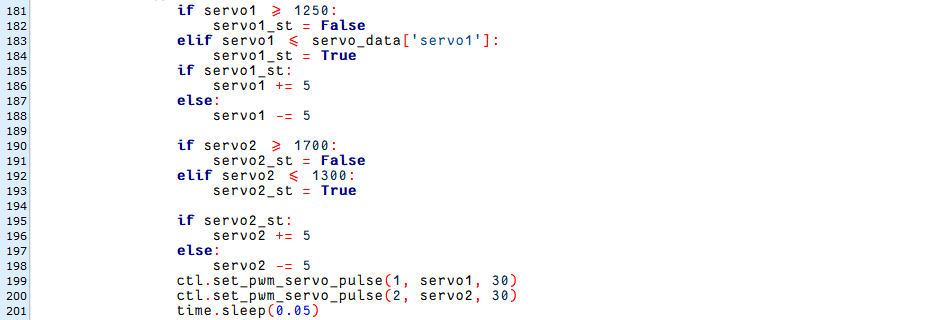 181 if servo1 ⩾ 1250:
182 servo1_st = False
183 elif servo1 ⩽ servo_data['servo1']:
184 servo1_st = True
185 if servo1_st:
186 servo1 += 5
187 else:
188 servo1 -= 5
189
190 if servo2 ⩾ 1700:
191 servo2_st = False
192 elif servo2 ⩽ 1300:
193 servo2_st = True
194
195 if servo2_st:
196 servo2 += 5
197 else:
198 servo2 -= 5
199 ctl.set_pwm_servo_pulse(1, servo1, 30)
200 ctl.set_pwm_servo_pulse(2, servo2, 30)
201 time.sleep(0.05)